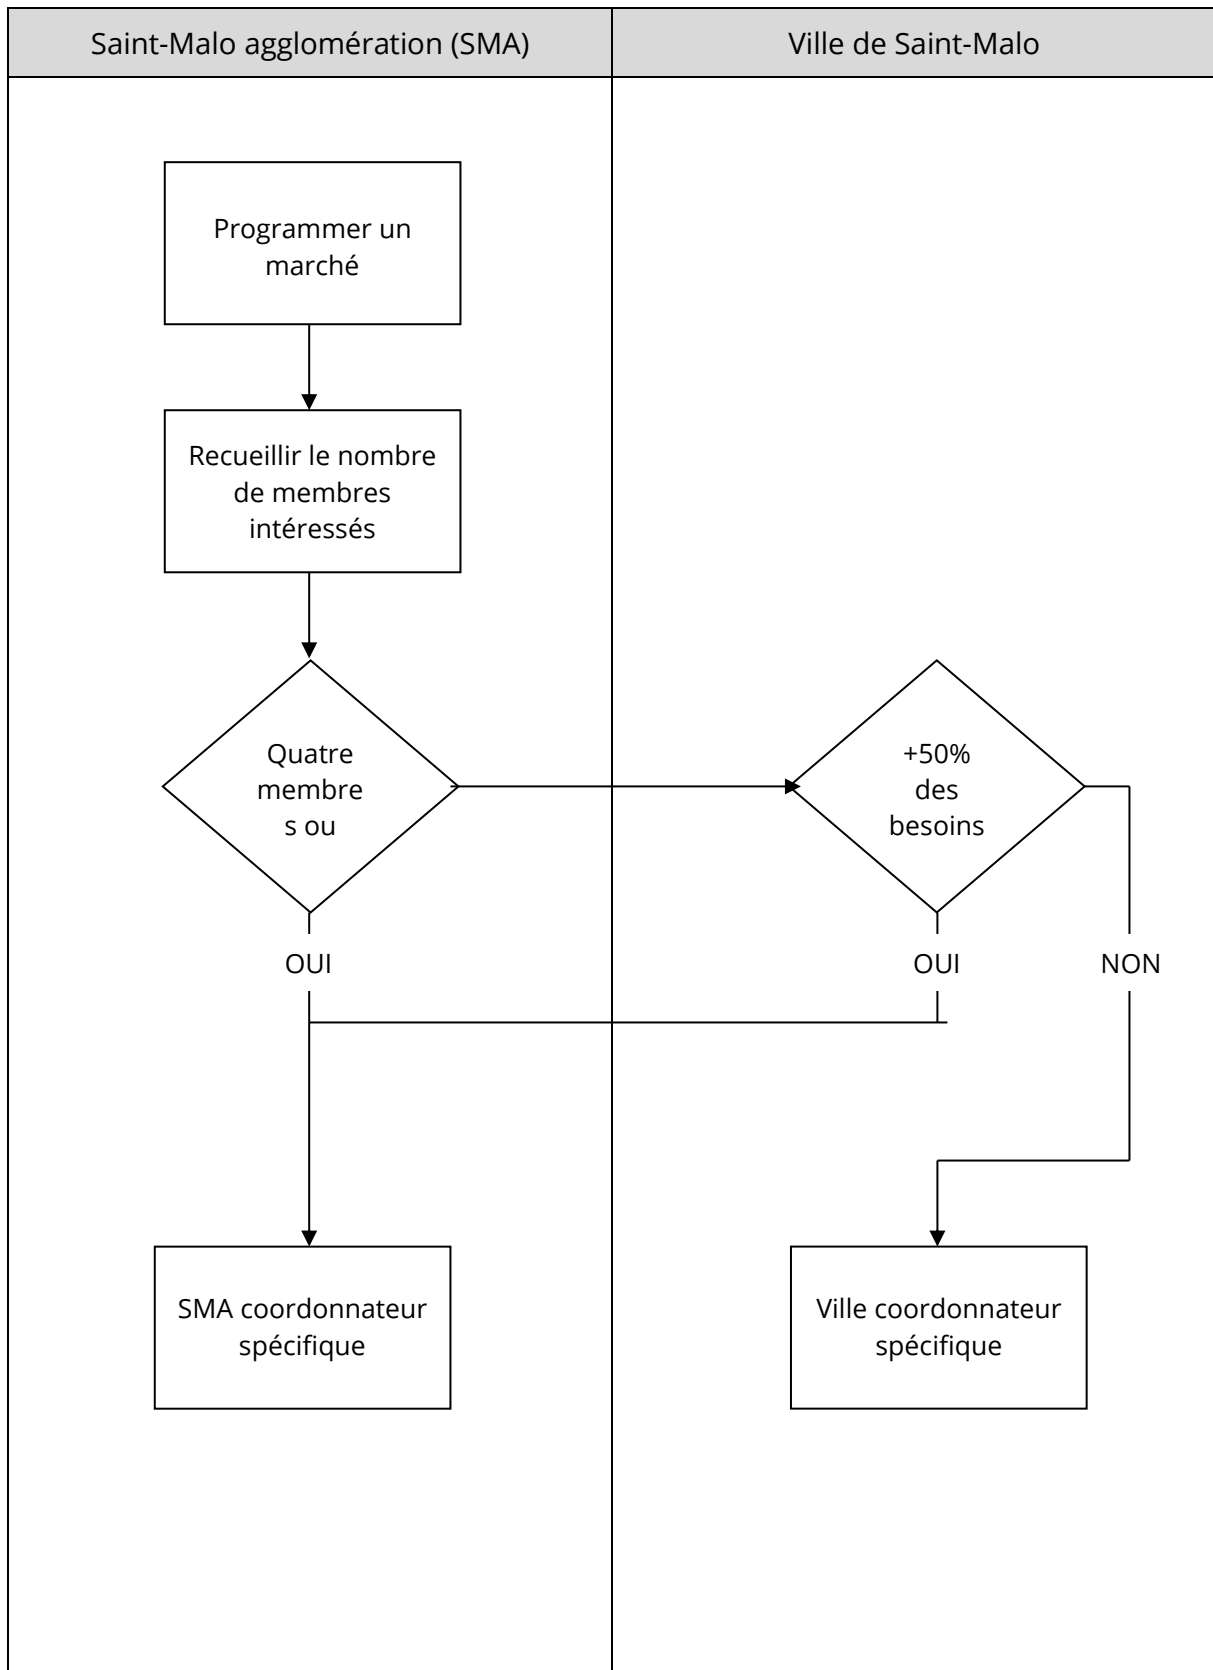 Saint-Malo agglomération (SMA)
Ville de Saint-Malo
Programmer un
marché
Recueillir le nombre
de membres
intéressés
Quatre
membre
s ou
+50%
des
besoins
OUI
OUI
NON
SMA coordonnateur
spécifique
Ville coordonnateur
spécifique